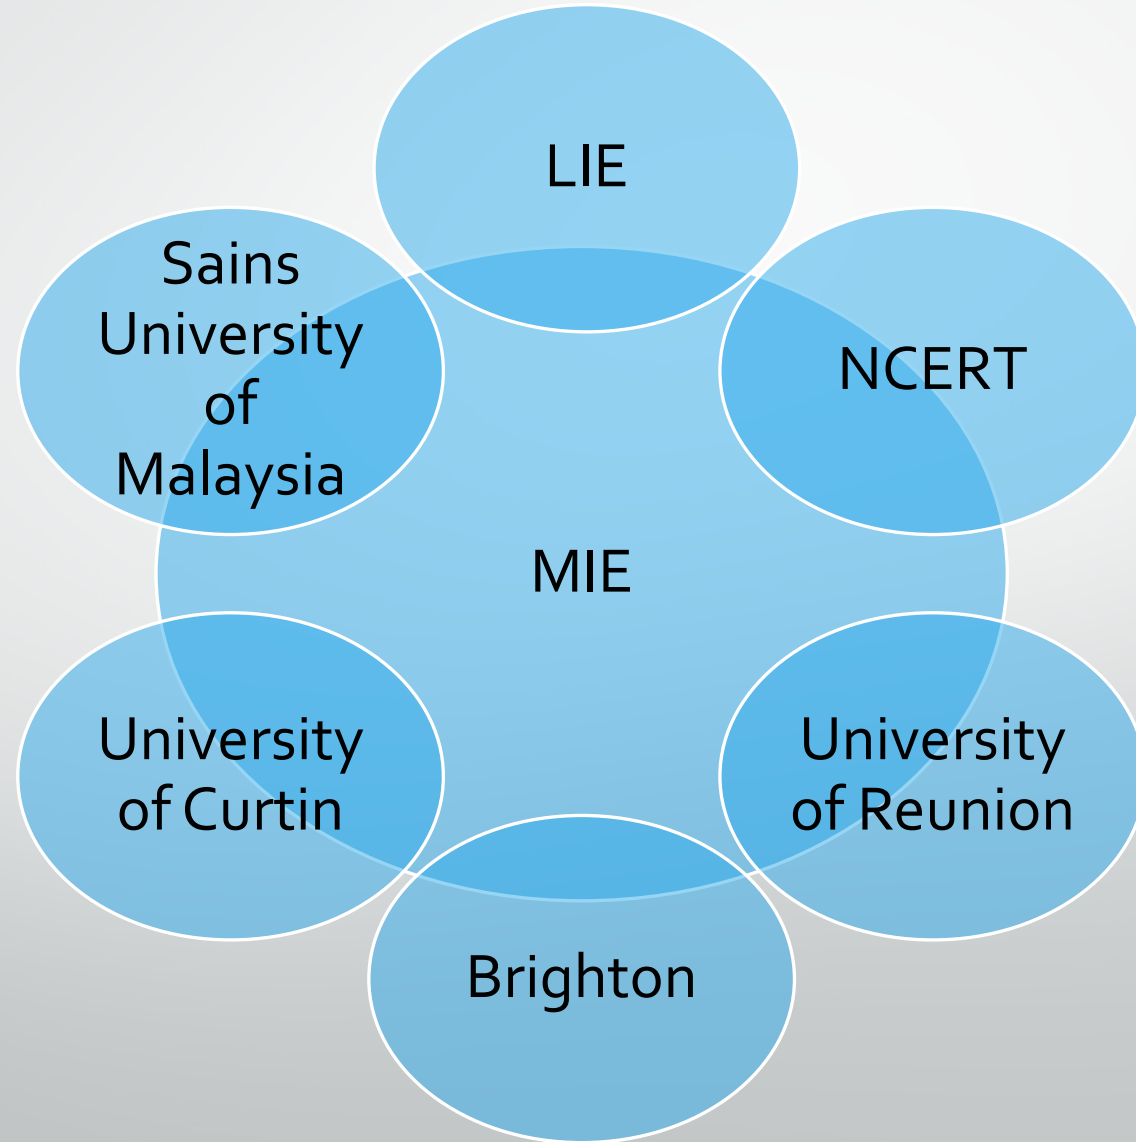 LIE
Sains
University
of
Malaysia
NCERT
MIE
University
of Curtin
University
of Reunion
Brighton